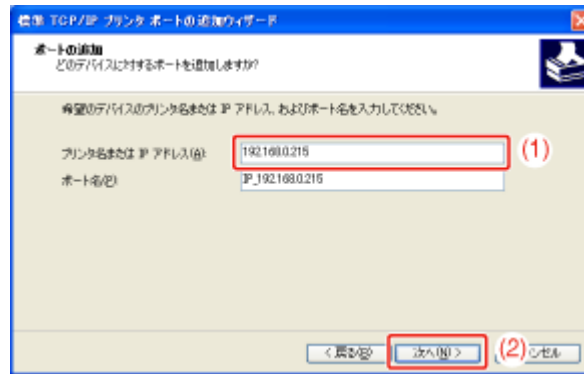 標準 TCP/IP プリンタ ポートの追加ウィザード
ポートの追加
どのデバイスに対するポートを追加しますか?
希望のデバイスのプリンタ名または IP アドレス、およびポート名を入力してください。
プリンタ名または IP アドレス(A):
192.168.0.215
(1)
ポート名(P):
IP_192.168.0.215
< 戻る(B)
次へ(N) >
(2)
ンセル